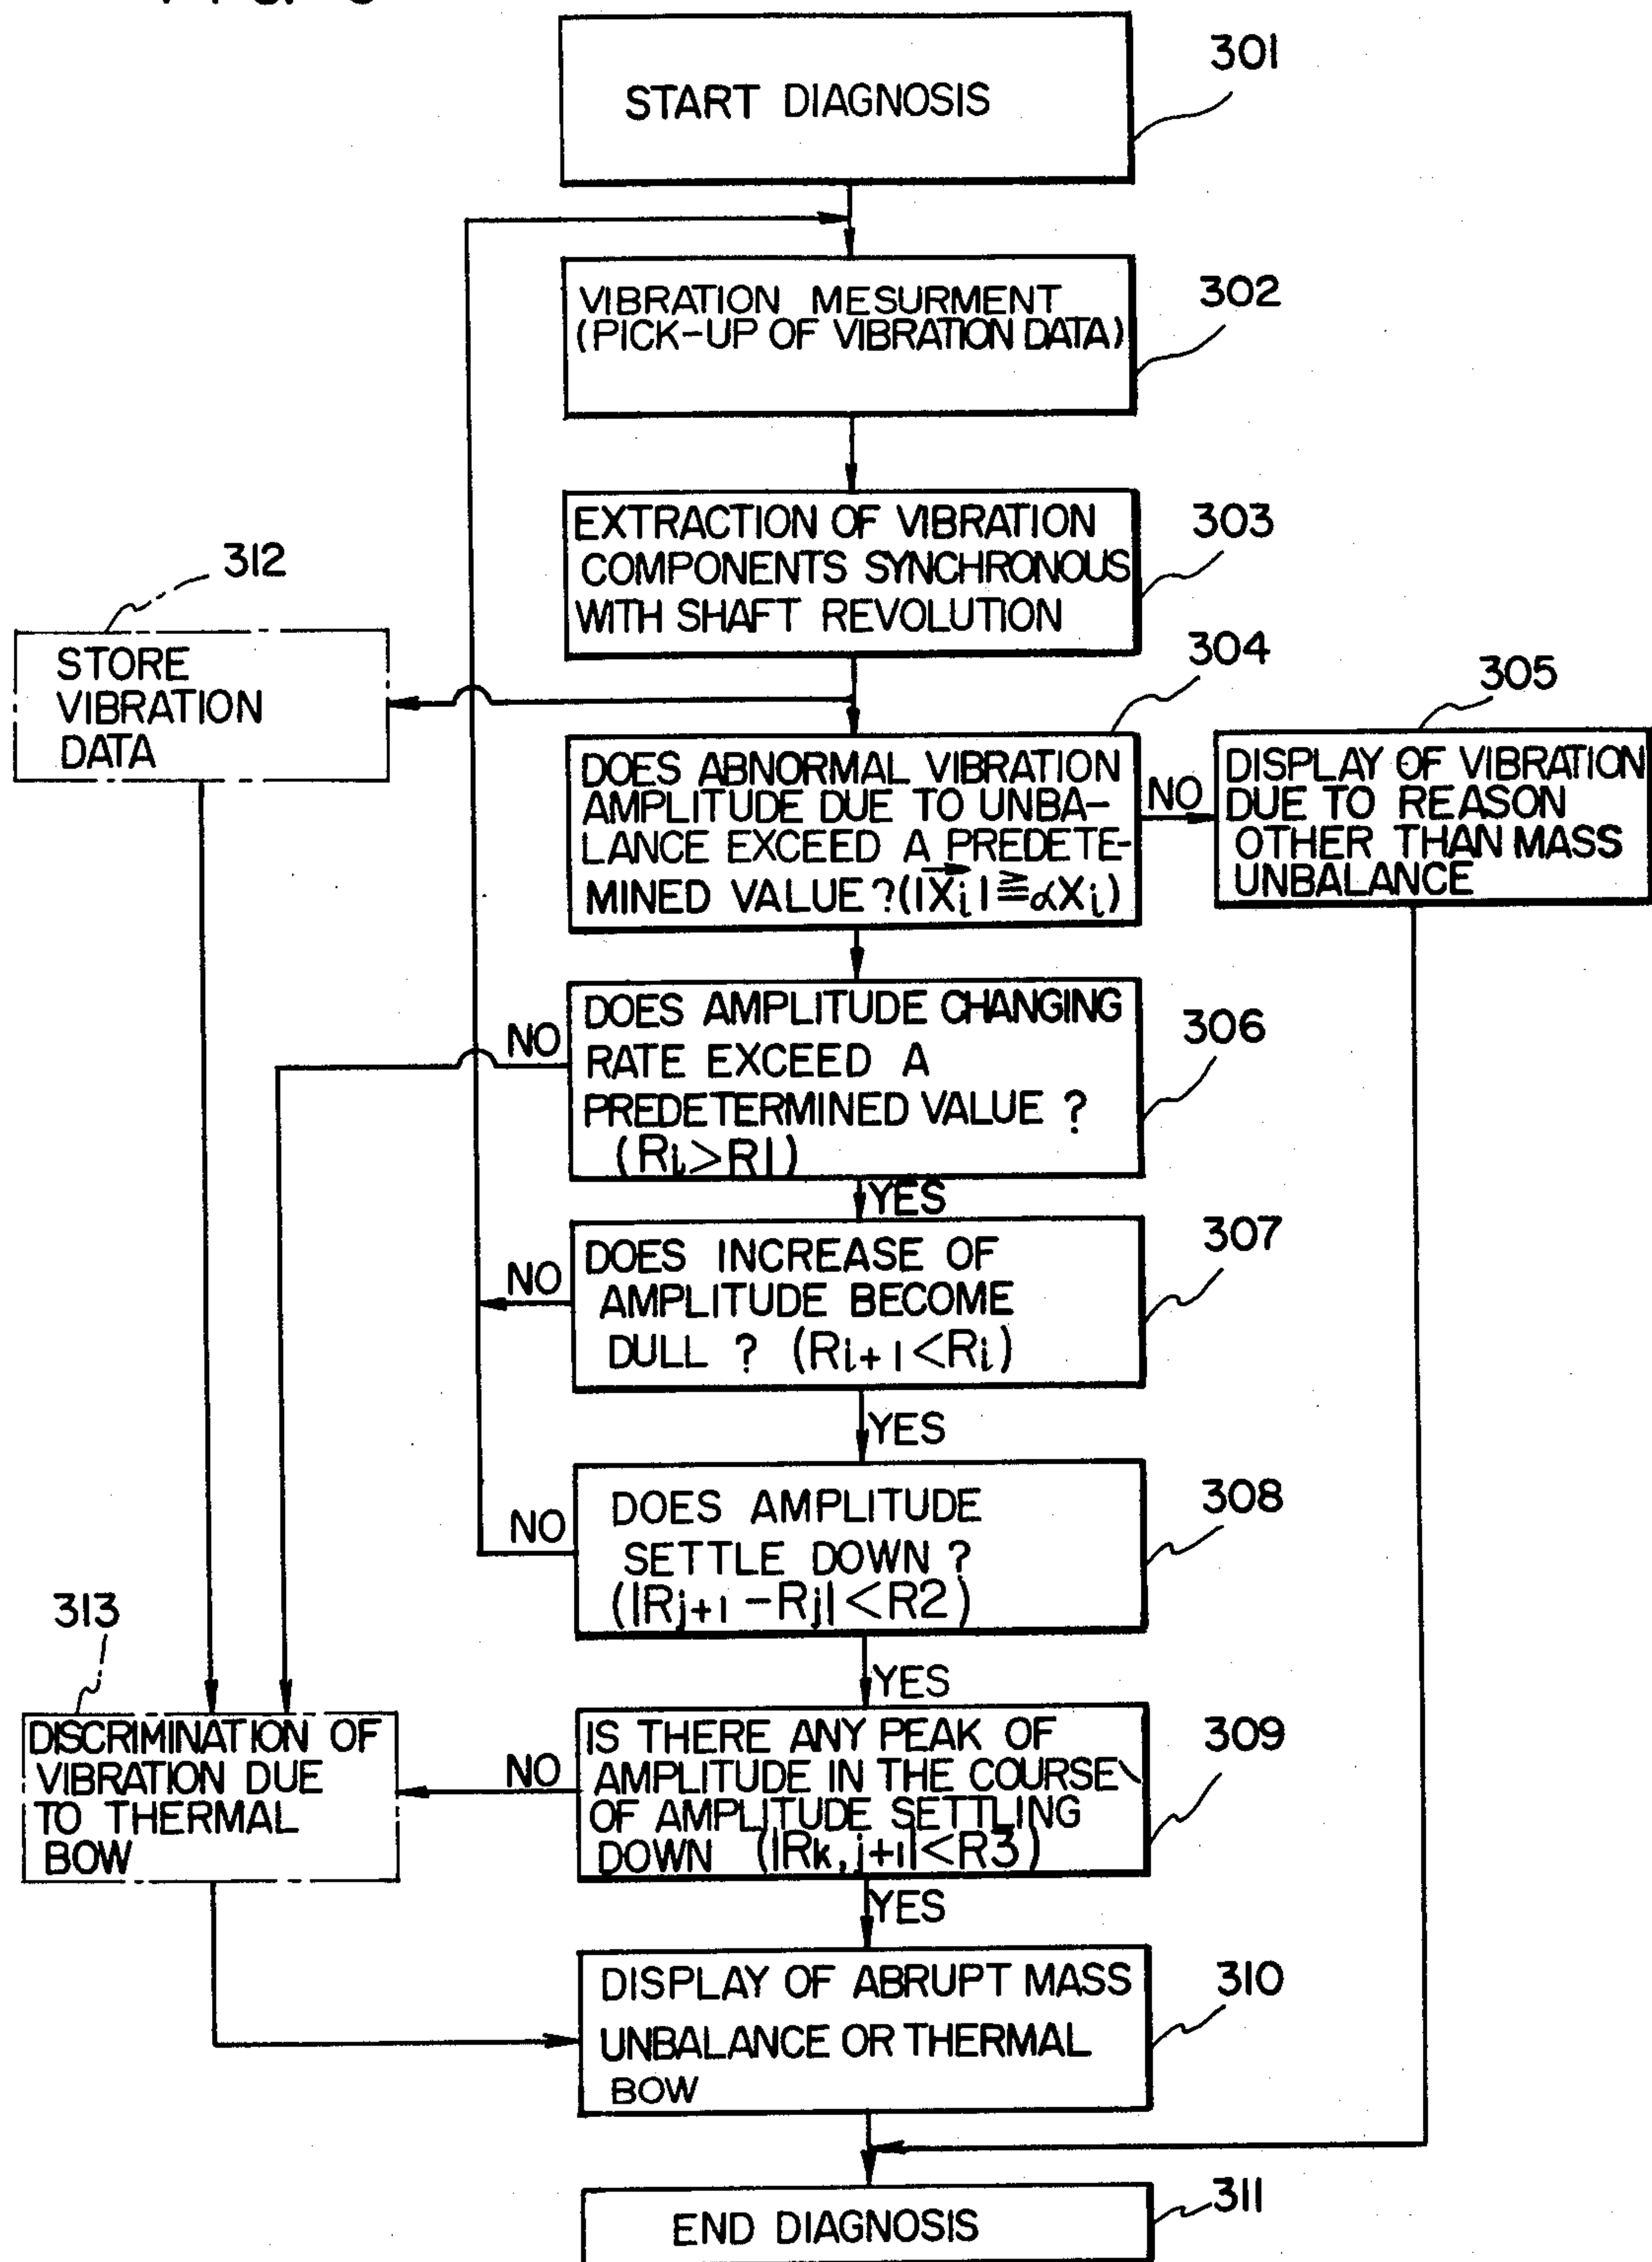 301
START DIAGNOSIS
302
VIBRATION MESURMENT
(PICK-UP OF VIBRATION DATA)
303
EXTRACTION OF VIBRATION
COMPONENTS SYNCHRONOUS
WITH SHAFT REVOLUTION
312
STORE
VIBRATION
DATA
304
DOES ABNORMAL VIBRATION
AMPLITUDE DUE TO UNBA-
LANCE EXCEED A PREDETE-
MINED VALUE ?(|X⃗i|≧αXi)
NO
305
DISPLAY OF VIBRATION
DUE TO REASON
OTHER THAN MASS
UNBALANCE
306
DOES AMPLITUDE CHANGING
RATE EXCEED A
PREDETERMINED VALUE ?
(Ri>R1)
NO
YES
307
DOES INCREASE OF
AMPLITUDE BECOME
DULL ? (Ri+1<Ri)
NO
YES
308
DOES AMPLITUDE
SETTLE DOWN ?
(|Rj+1-Rj|<R2)
NO
YES
309
IS THERE ANY PEAK OF
AMPLITUDE IN THE COURSE
OF AMPLITUDE SETTLING
DOWN (|Rk,j+1|<R3)
NO
YES
313
DISCRIMINATION OF
VIBRATION DUE
TO THERMAL
BOW
310
DISPLAY OF ABRUPT MASS
UNBALANCE OR THERMAL
BOW
311
END DIAGNOSIS